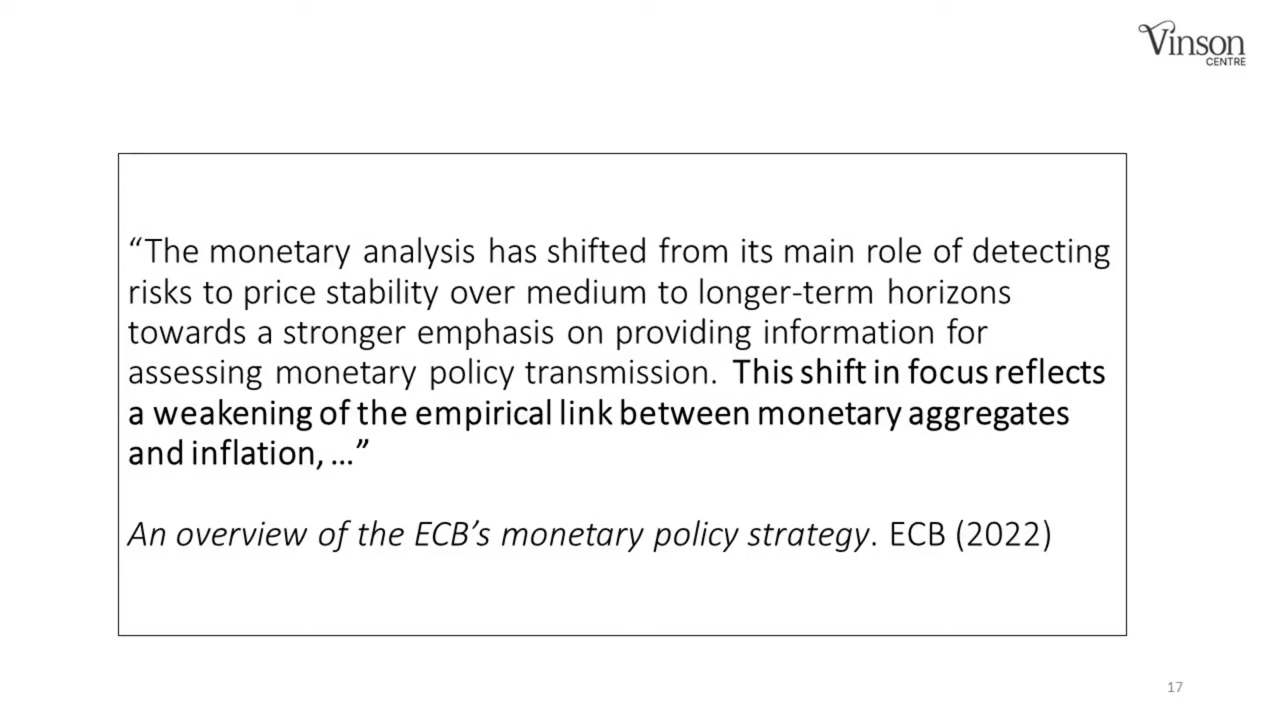 Vinson
CENTRE
“The monetary analysis has shifted from its main role of detecting
risks to price stability over medium to longer-term horizons
towards a stronger emphasis on providing information for
assessing monetary policy transmission. This shift in focus reflects
a weakening of the empirical link between monetary aggregates
and inflation, …”
An overview of the ECB’s monetary policy strategy. ECB (2022)
17